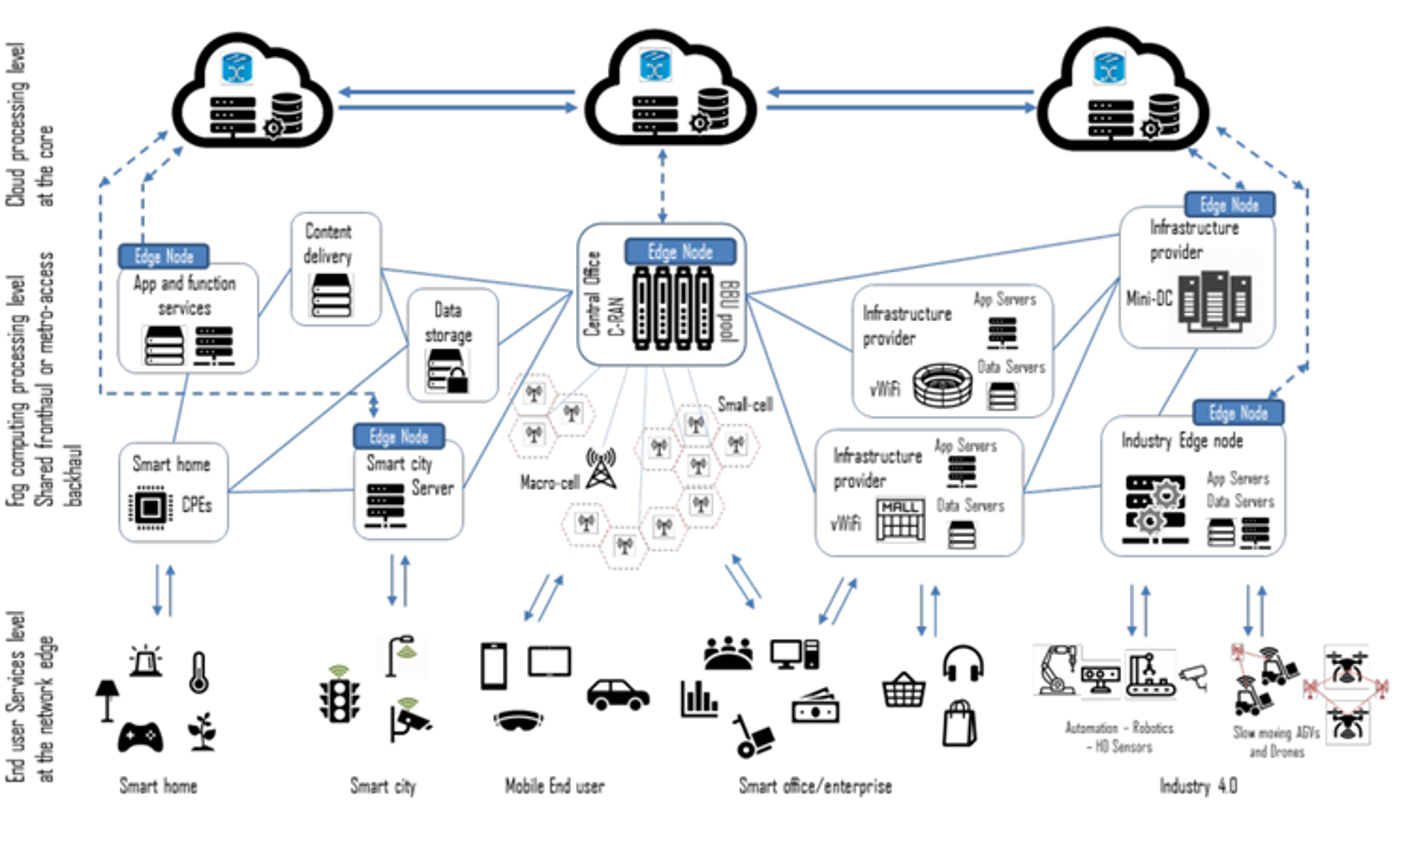 Cloud processing level
at the core
Fog computing processing level
Shared fronthaul or metro-access
backhaul
End user Services level
at the network edge
Edge Node
App and function
services
Content
delivery
Data
storage
Smart home
CPEs
Edge Node
Smart city
Server
Edge Node
Central Office
C-RAN
BBU pool
Small-cell
Macro-cell
Infrastructure
provider
App Servers
Data Servers
vWiFi
Infrastructure
provider
App Servers
Data Servers
vWiFi
MALL
Edge Node
Infrastructure
provider
Mini-DC
Edge Node
Industry Edge node
App Servers
Data Servers
Automation – Robotics
– HD Sensors
Slow moving AGVs
and Drones
Smart home
Smart city
Mobile End user
Smart office/enterprise
Industry 4.0